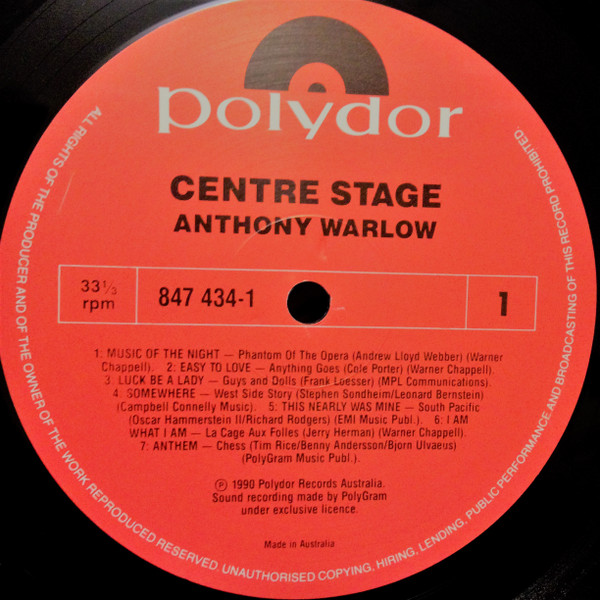 polydor
CENTRE STAGE
ANTHONY WARLOW
33⅓ rpm
847 434-1
1
1: MUSIC OF THE NIGHT — Phantom Of The Opera (Andrew Lloyd Webber) (Warner
Chappell). 2: EASY TO LOVE — Anything Goes (Cole Porter) (Warner Chappell).
3: LUCK BE A LADY — Guys and Dolls (Frank Loesser) (MPL Communications).
4: SOMEWHERE — West Side Story (Stephen Sondheim/Leonard Bernstein)
(Campbell Connelly Music). 5: THIS NEARLY WAS MINE — South Pacific
(Oscar Hammerstein II/Richard Rodgers) (EMI Music Publ.). 6: I AM
WHAT I AM — La Cage Aux Folles (Jerry Herman) (Warner Chappell).
7: ANTHEM — Chess (Tim Rice/Benny Andersson/Bjorn Ulvaeus)
(PolyGram Music Publ.).
Ⓟ 1990 Polydor Records Australia.
Sound recording made by PolyGram
under exclusive licence.
Made in Australia
ALL RIGHTS OF THE PRODUCER AND OF THE OWNER OF THE WORK REPRODUCED RESERVED. UNAUTHORISED COPYING, HIRING, LENDING, PUBLIC PERFORMANCE AND BROADCASTING OF THIS RECORD PROHIBITED